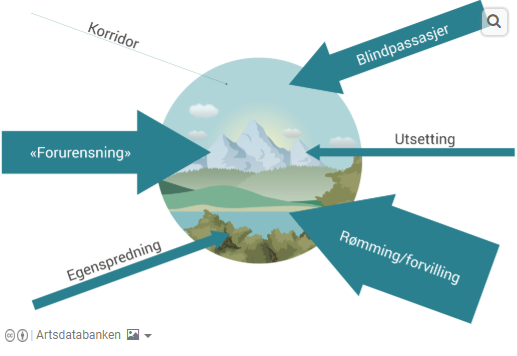 Korridor
Blindpassasjer
«Forurensning»
Utsetting
Egenspredning
Rømming/forvilling
Artsdatabanken